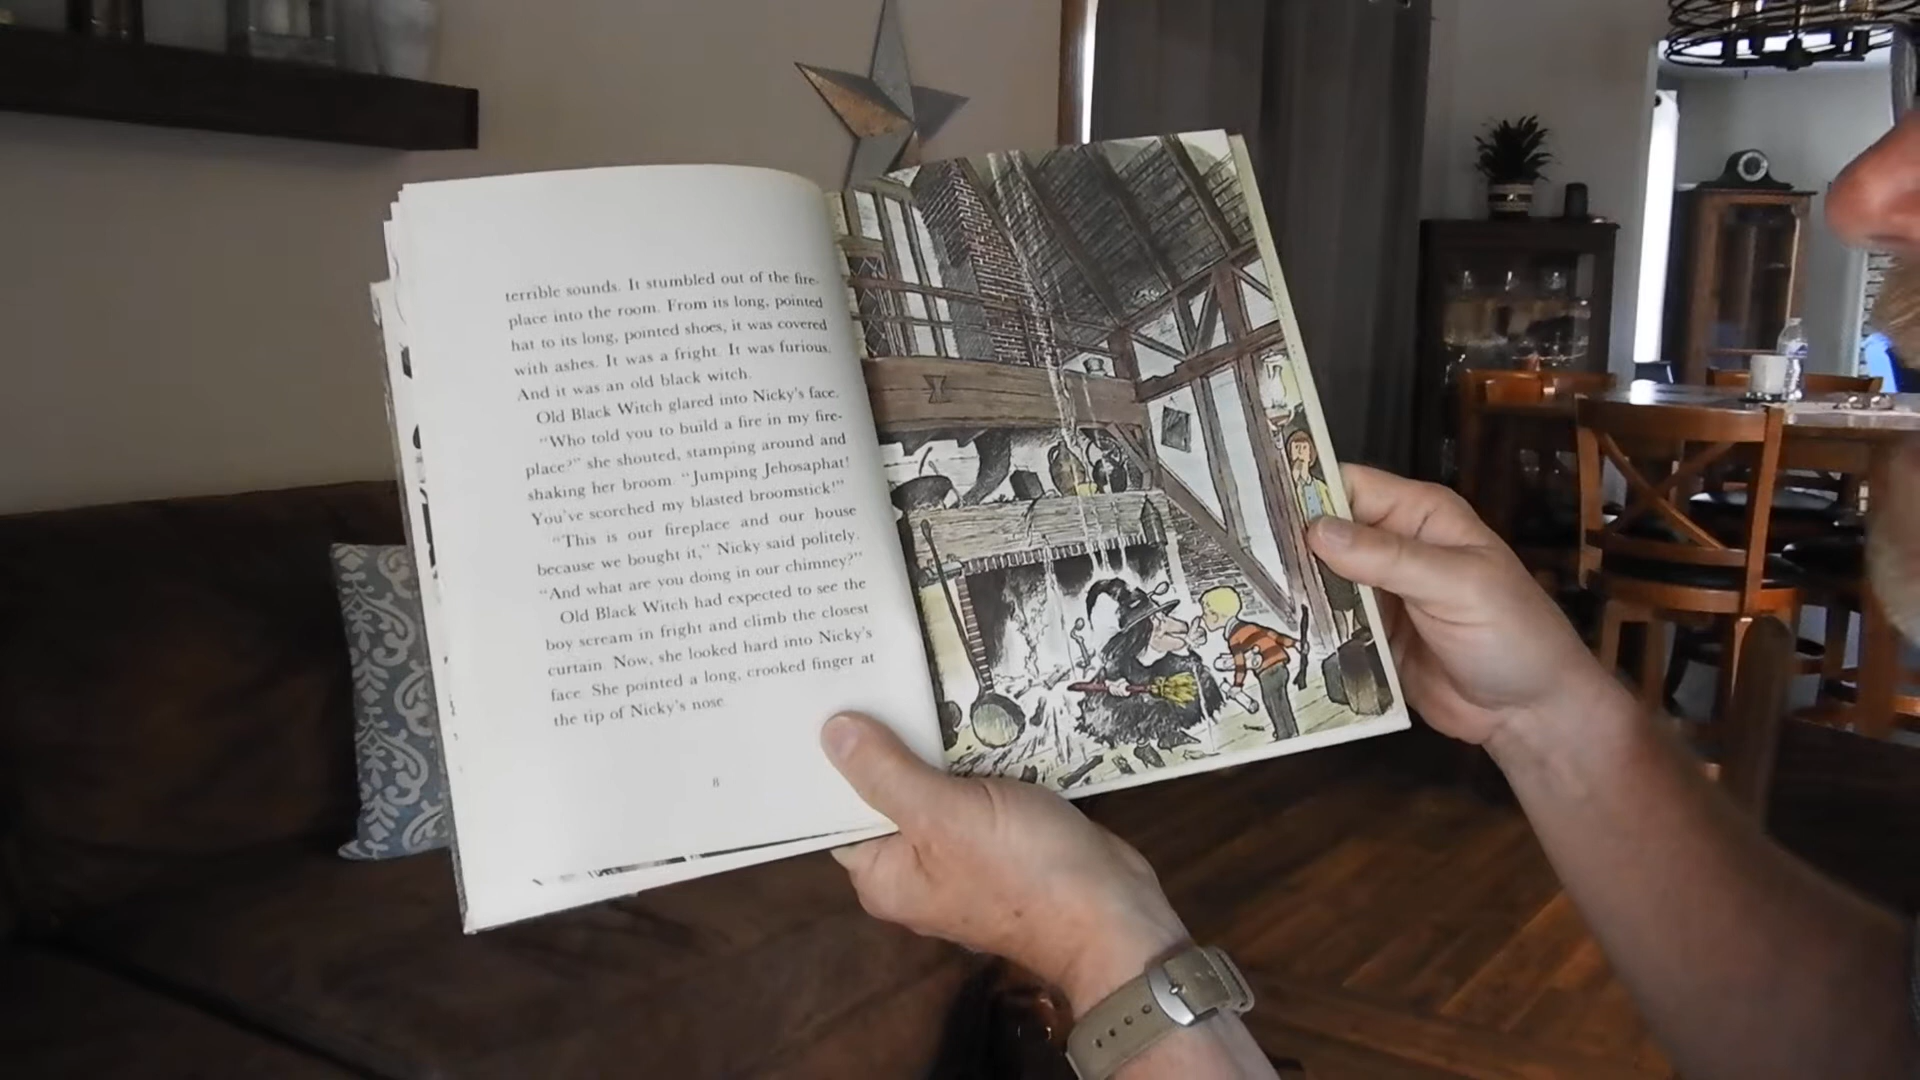 terrible sounds. It stumbled out of the fire-
place into the room. From its long, pointed
hat to its long, pointed shoes, it was covered
with ashes. It was a fright. It was furious.
And it was an old black witch.
Old Black Witch glared into Nicky's face.
"Who told you to build a fire in my fire-
place?" she shouted, stamping around and
shaking her broom. "Jumping Jehosaphat!
You've scorched my blasted broomstick!"
"This is our fireplace and our house
because we bought it," Nicky said politely.
"And what are you doing in our chimney?"
Old Black Witch had expected to see the
boy scream in fright and climb the closest
curtain. Now, she looked hard into Nicky's
face. She pointed a long, crooked finger at
the tip of Nicky's nose.
8